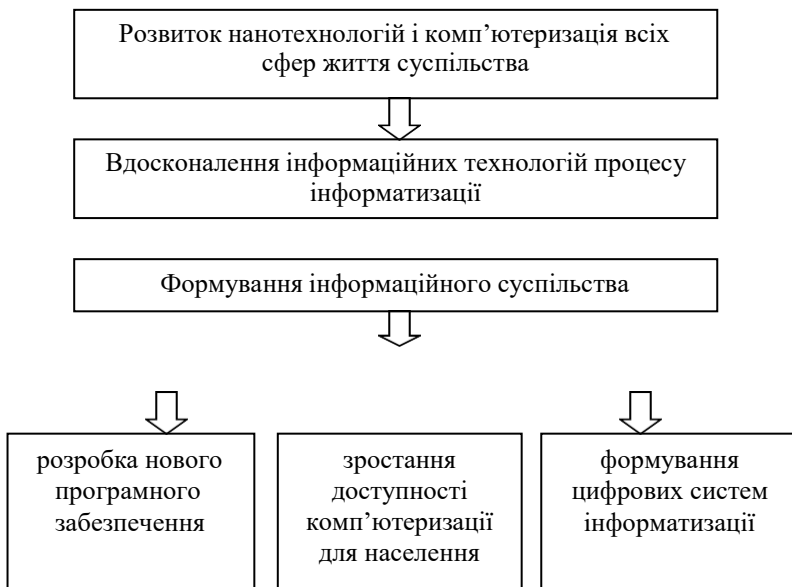 Розвиток нанотехнологій і комп’ютеризація всіх
сфер життя суспільства
Вдосконалення інформаційних технологій процесу
інформатизації
Формування інформаційного суспільства
розробка нового
програмного
забезпечення
зростання
доступності
комп’ютеризації
для населення
формування
цифрових систем
інформатизації